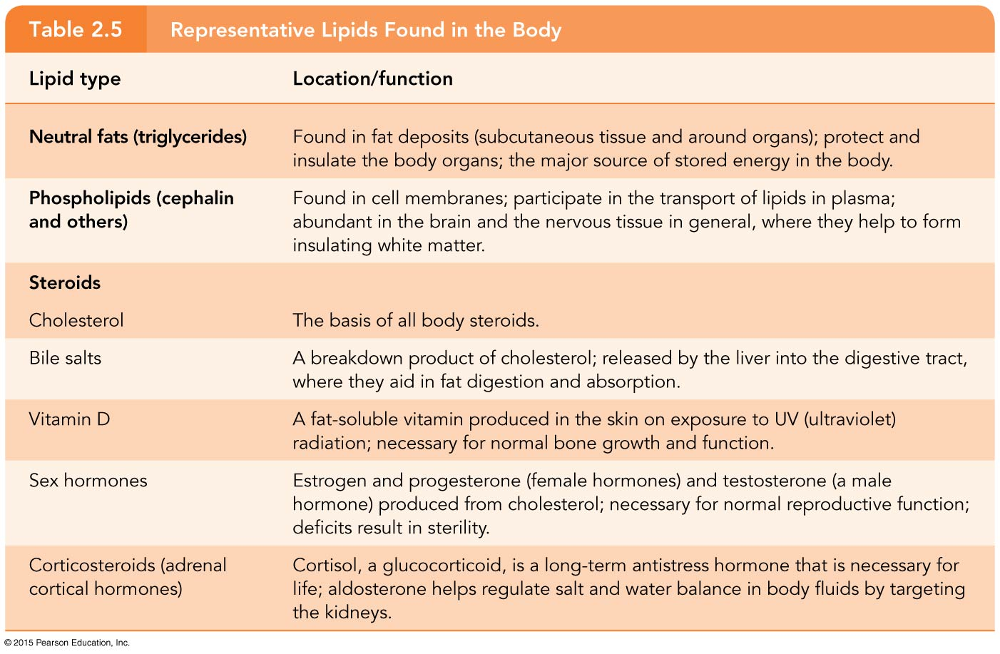 Table 2.5 Representative Lipids Found in the Body
Lipid type Location/function
Neutral fats (triglycerides) Found in fat deposits (subcutaneous tissue and around organs); protect and
insulate the body organs; the major source of stored energy in the body.
Phospholipids (cephalin Found in cell membranes; participate in the transport of lipids in plasma;
and others) abundant in the brain and the nervous tissue in general, where they help to form
insulating white matter.
Steroids
Cholesterol The basis of all body steroids.
Bile salts A breakdown product of cholesterol; released by the liver into the digestive tract,
where they aid in fat digestion and absorption.
Vitamin D A fat-soluble vitamin produced in the skin on exposure to UV (ultraviolet)
radiation; necessary for normal bone growth and function.
Sex hormones Estrogen and progesterone (female hormones) and testosterone (a male
hormone) produced from cholesterol; necessary for normal reproductive function;
deficits result in sterility.
Corticosteroids (adrenal Cortisol, a glucocorticoid, is a long-term antistress hormone that is necessary for
cortical hormones) life; aldosterone helps regulate salt and water balance in body fluids by targeting
the kidneys.
© 2015 Pearson Education, Inc.